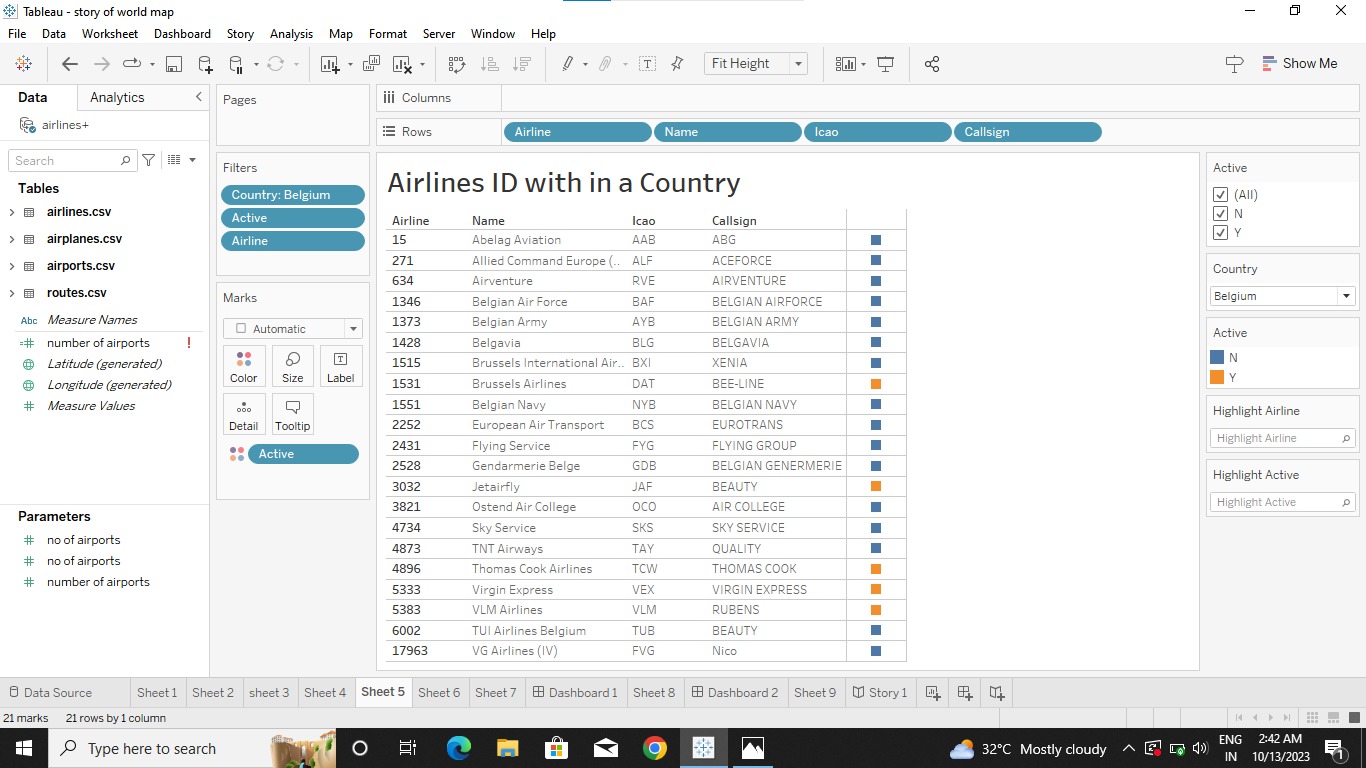 Tableau - story of world map
File Data Worksheet Dashboard Story Analysis Map Format Server Window Help
Fit Height
Show Me
Data Analytics
airlines+
Search
Tables
airlines.csv
airplanes.csv
airports.csv
routes.csv
Abc Measure Names
number of airports !
Latitude (generated)
Longitude (generated)
Measure Values
Parameters
no of airports
no of airports
number of airports
Pages
Filters
Country: Belgium
Active
Airline
Marks
Automatic
Color Size Label
Detail Tooltip
Active
Columns
Rows Airline Name Icao Callsign
Airlines ID with in a Country
Airline Name Icao Callsign
15 Abelag Aviation AAB ABG
271 Allied Command Europe (.. ALF ACEFORCE
634 Airventure RVE AIRVENTURE
1346 Belgian Air Force BAF BELGIAN AIRFORCE
1373 Belgian Army AYB BELGIAN ARMY
1428 Belgavia BLG BELGAVIA
1515 Brussels International Air.. BXI XENIA
1531 Brussels Airlines DAT BEE-LINE
1551 Belgian Navy NYB BELGIAN NAVY
2252 European Air Transport BCS EUROTRANS
2431 Flying Service FYG FLYING GROUP
2528 Gendarmerie Belge GDB BELGIAN GENERMERIE
3032 Jetairfly JAF BEAUTY
3821 Ostend Air College OCO AIR COLLEGE
4734 Sky Service SKS SKY SERVICE
4873 TNT Airways TAY QUALITY
4896 Thomas Cook Airlines TCW THOMAS COOK
5333 Virgin Express VEX VIRGIN EXPRESS
5383 VLM Airlines VLM RUBENS
6002 TUI Airlines Belgium TUB BEAUTY
17963 VG Airlines (IV) FVG Nico
Active
(All)
N
Y
Country
Belgium
Active
N
Y
Highlight Airline
Highlight Airline
Highlight Active
Highlight Active
Data Source Sheet 1 Sheet 2 sheet 3 Sheet 4 Sheet 5 Sheet 6 Sheet 7 Dashboard 1 Sheet 8 Dashboard 2 Sheet 9 Story 1
21 marks 21 rows by 1 column
Type here to search
32°C Mostly cloudy
ENG
IN
2:42 AM
10/13/2023
1